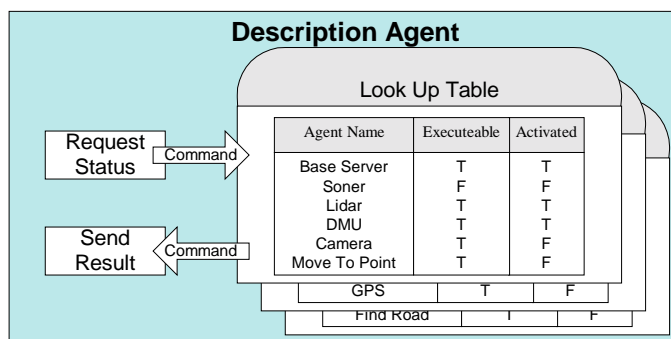 Description Agent
Look Up Table
Request
Status
Command
Send
Result
Command
Agent Name Executeable Activated
Base Server T T
Soner F F
Lidar T T
DMU T T
Camera T F
Move To Point T F
GPS T F
Find Road T F